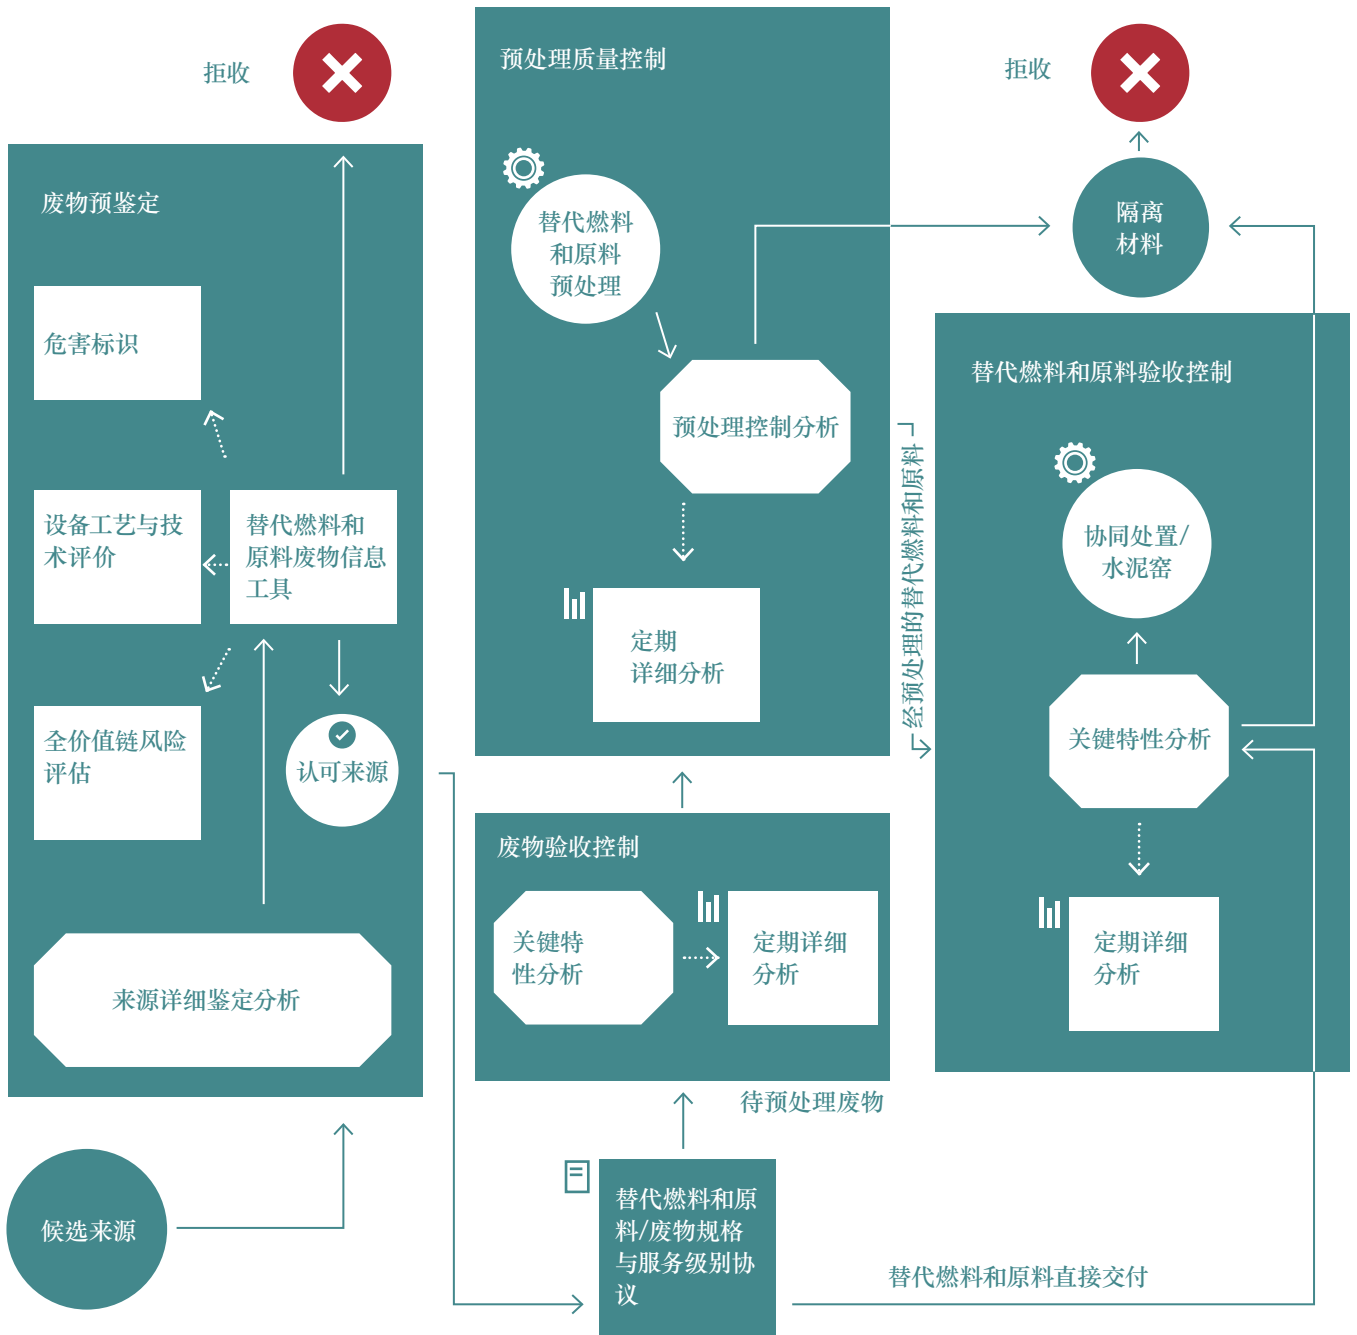 拒收
废物预鉴定
危害标识
设备工艺与技
术评价
替代燃料和
原料废物信息
工具
全价值链风险
评估
认可来源
来源详细鉴定分析
候选来源
预处理质量控制
替代燃料
和原料
预处理
预处理控制分析
定期
详细分析
废物验收控制
关键特
性分析
定期详细
分析
待预处理废物
替代燃料和原
料/废物规格
与服务级别协
议
替代燃料和原料直接交付
经预处理的替代燃料和原料
拒收
隔离
材料
替代燃料和原料验收控制
协同处置/
水泥窑
关键特性分析
定期详细
分析